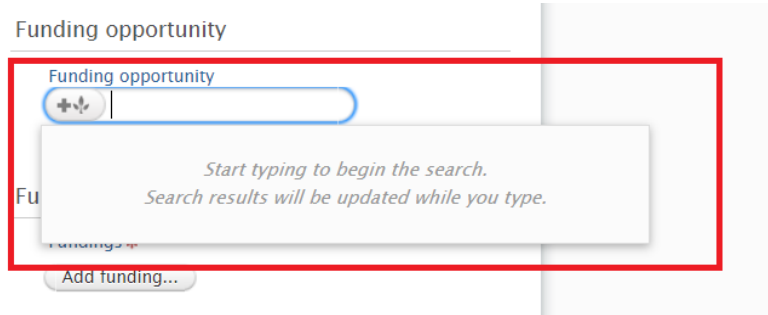 Funding opportunity
Funding opportunity
Start typing to begin the search.
Search results will be updated while you type.
Fu
Fundings *
Add funding...